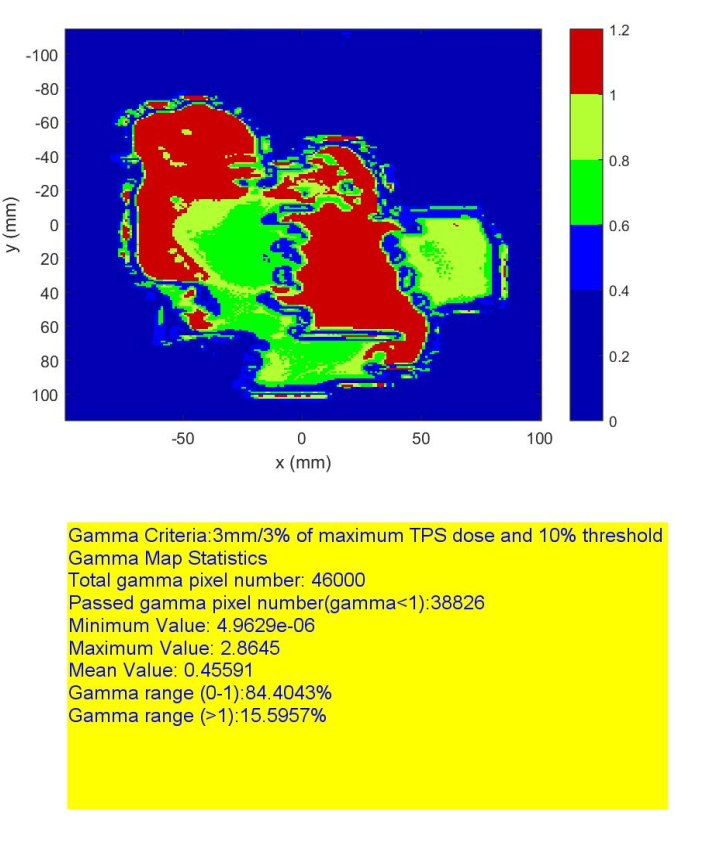 -100
-80
-60
-40
-20
0
20
40
60
80
100
y (mm)
-50
0
50
100
x (mm)
1.2
1
0.8
0.6
0.4
0.2
0
Gamma Criteria:3mm/3% of maximum TPS dose and 10% threshold
Gamma Map Statistics
Total gamma pixel number: 46000
Passed gamma pixel number(gamma<1):38826
Minimum Value: 4.9629e-06
Maximum Value: 2.8645
Mean Value: 0.45591
Gamma range (0-1):84.4043%
Gamma range (>1):15.5957%